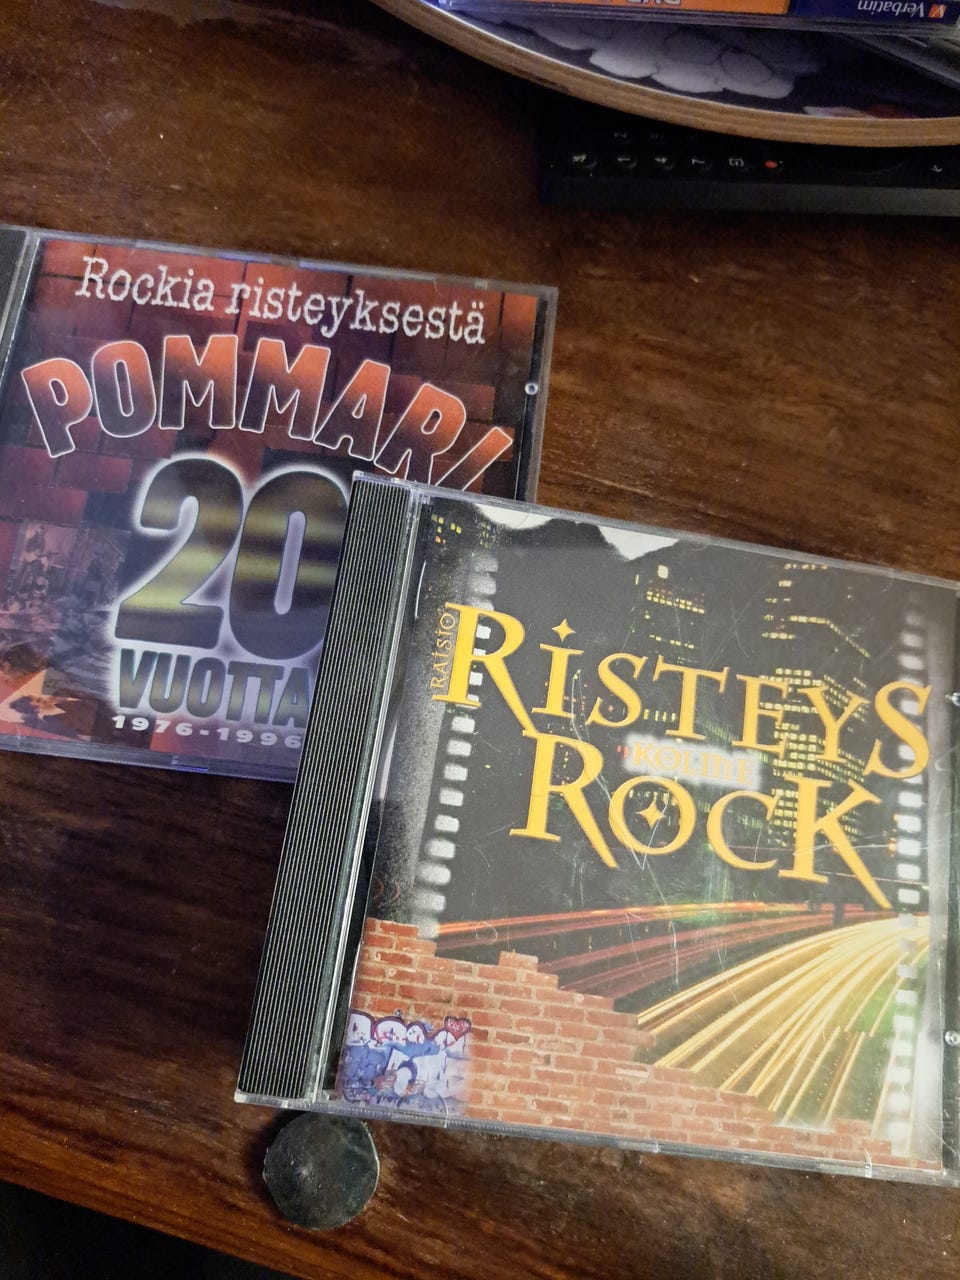 Verbatim
Rockia risteyksestä
POMMARI
20
VUOTTA
1976-1996
RAISIO
RISTEYS
KOLME
ROCK